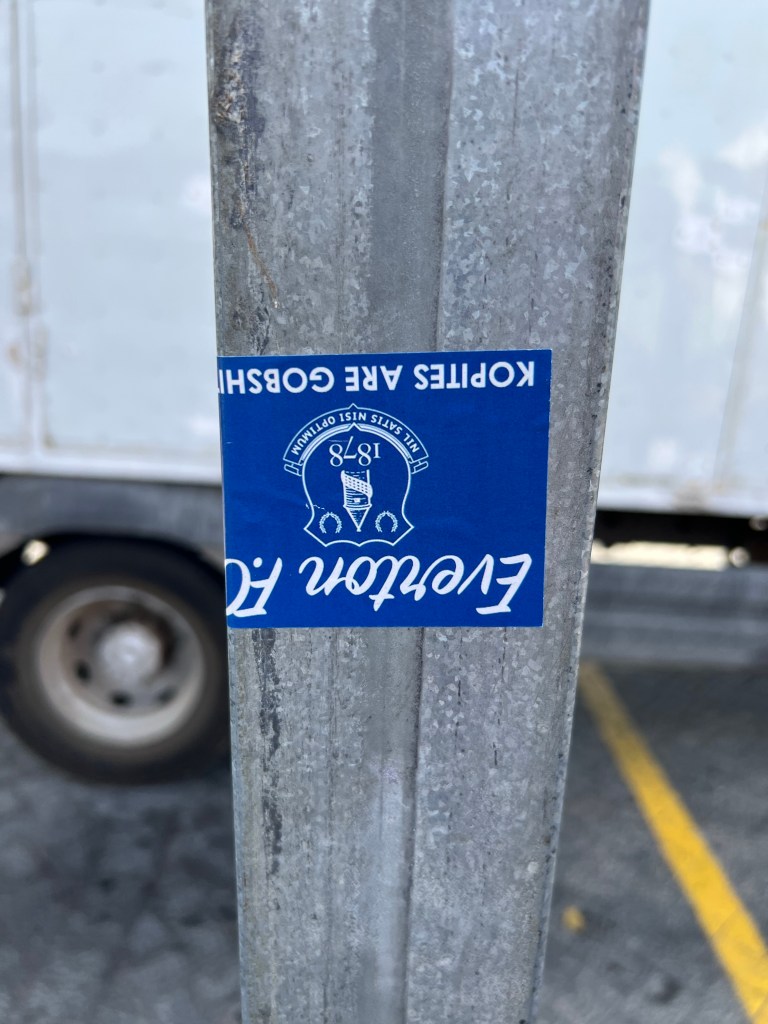 Everton F.C
1878
NIL SATIS NISI OPTIMUM
KOPITES ARE GOBSHI